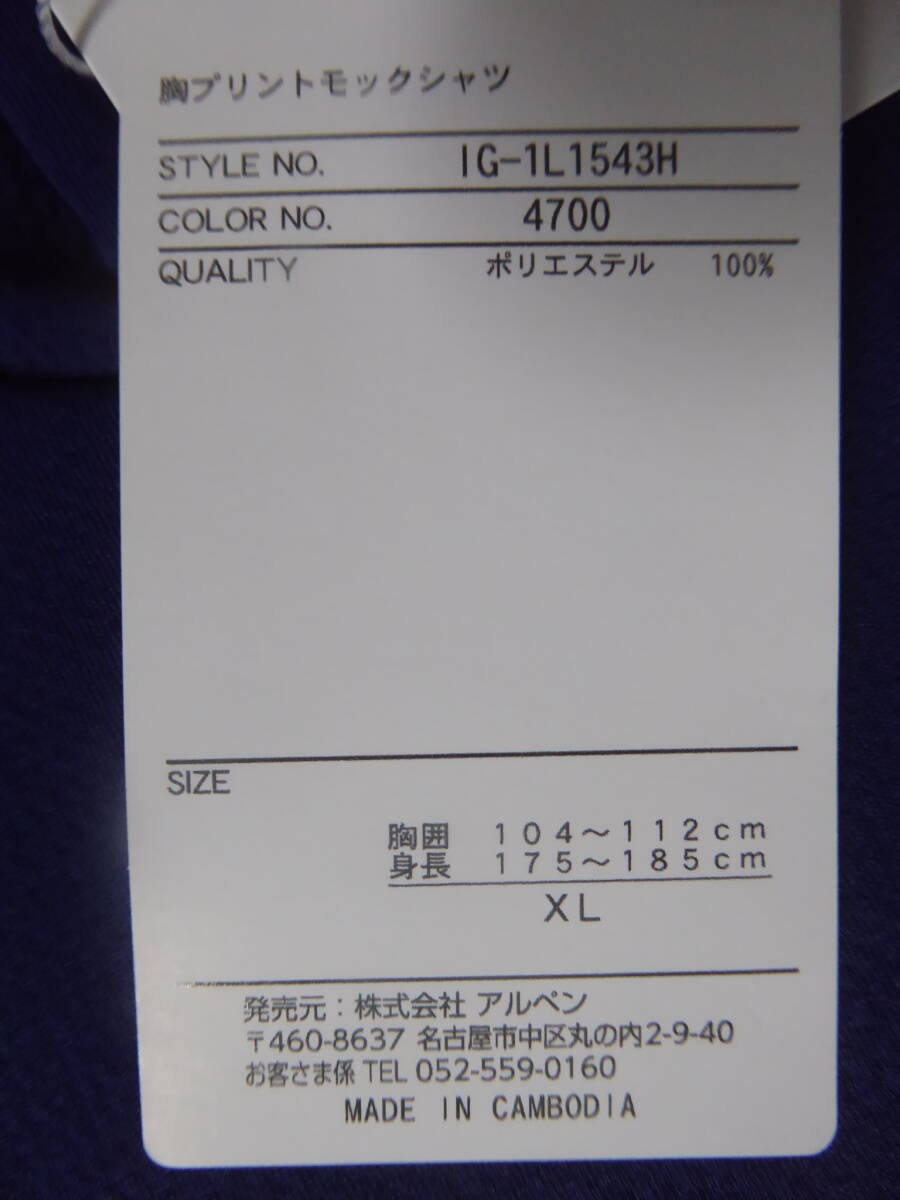 胸プリントモックシャツ
STYLE NO. IG-1L1543H
COLOR NO. 4700
QUALITY ポリエステル 100%
SIZE
胸囲 104～112cm
身長 175～185cm
XL
発売元：株式会社 アルペン
〒460-8637 名古屋市中区丸の内2-9-40
お客さま係 TEL 052-559-0160
MADE IN CAMBODIA